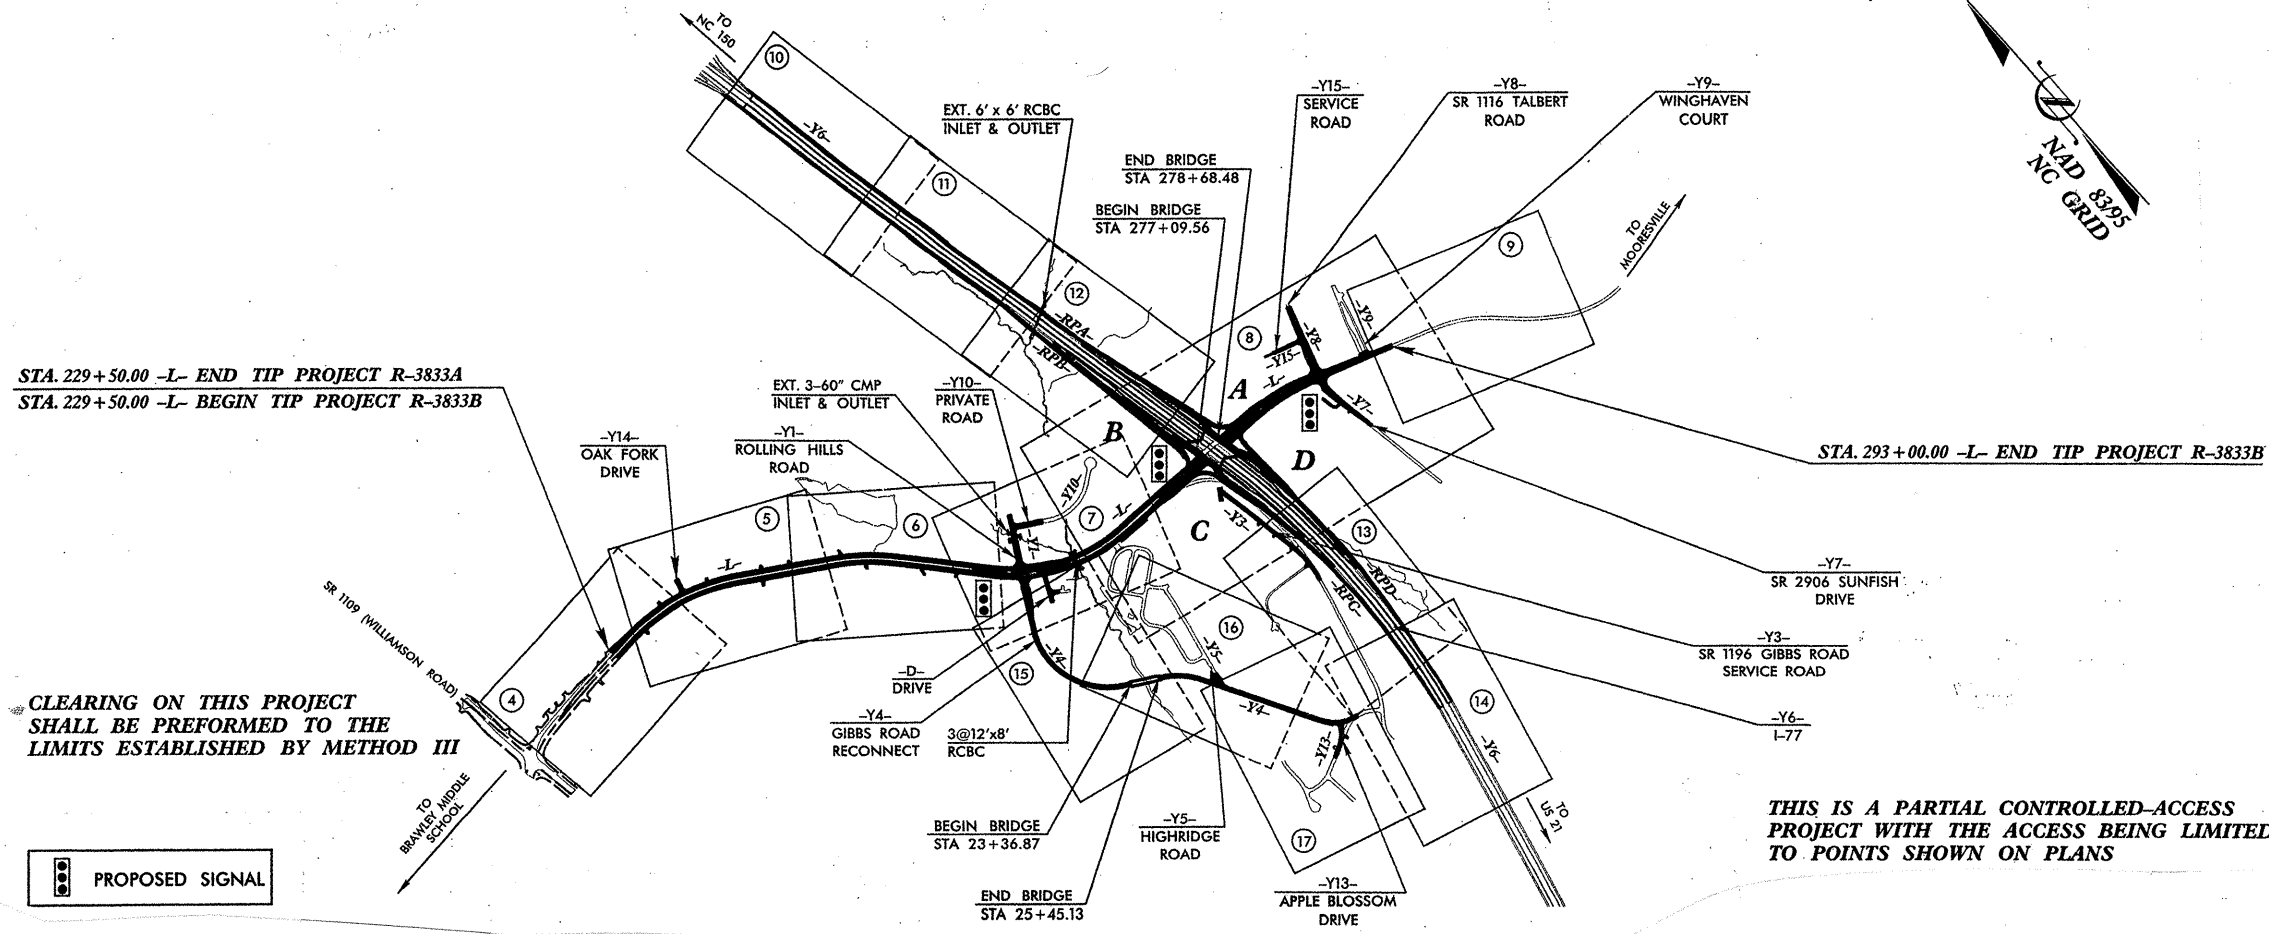 TO
NC 150
10
-Y6-
EXT. 6' x 6' RCBC
INLET & OUTLET
11
12
-RPA-
-RPB-
-Y15-
SERVICE
ROAD
-Y8-
SR 1116 TALBERT
ROAD
-Y9-
WINGHAVEN
COURT
NAD 83/95
NC GRID
END BRIDGE
STA 278+68.48
BEGIN BRIDGE
STA 277+09.56
9
TO
MOORESVILLE
8
-Y15-
-Y8-
-Y9-
-L-
-Y7-
A
B
C
D
STA. 229+50.00 -L- END TIP PROJECT R-3833A
STA. 229+50.00 -L- BEGIN TIP PROJECT R-3833B
EXT. 3-60" CMP
INLET & OUTLET
-Y10-
PRIVATE
ROAD
-Y14-
OAK FORK
DRIVE
-Y1-
ROLLING HILLS
ROAD
STA. 293+00.00 -L- END TIP PROJECT R-3833B
5
6
7
-Y10-
-L-
-Y1-
-L-
-Y3-
13
-RPD-
-RPC-
-Y7-
SR 2906 SUNFISH
DRIVE
SR 1109 (WILLIAMSON ROAD)
4
15
16
-Y4-
-Y5-
-D-
DRIVE
-Y3-
SR 1196 GIBBS ROAD
SERVICE ROAD
14
-Y6-
I-77
-Y6-
-Y4-
-Y13-
CLEARING ON THIS PROJECT
SHALL BE PREFORMED TO THE
LIMITS ESTABLISHED BY METHOD III
-Y4-
GIBBS ROAD
RECONNECT
3@12'x8'
RCBC
TO
BRAWLEY MIDDLE
SCHOOL
BEGIN BRIDGE
STA 23+36.87
-Y5-
HIGHRIDGE
ROAD
17
TO
US 21
THIS IS A PARTIAL CONTROLLED-ACCESS
PROJECT WITH THE ACCESS BEING LIMITED
TO POINTS SHOWN ON PLANS
PROPOSED SIGNAL
END BRIDGE
STA 25+45.13
-Y13-
APPLE BLOSSOM
DRIVE